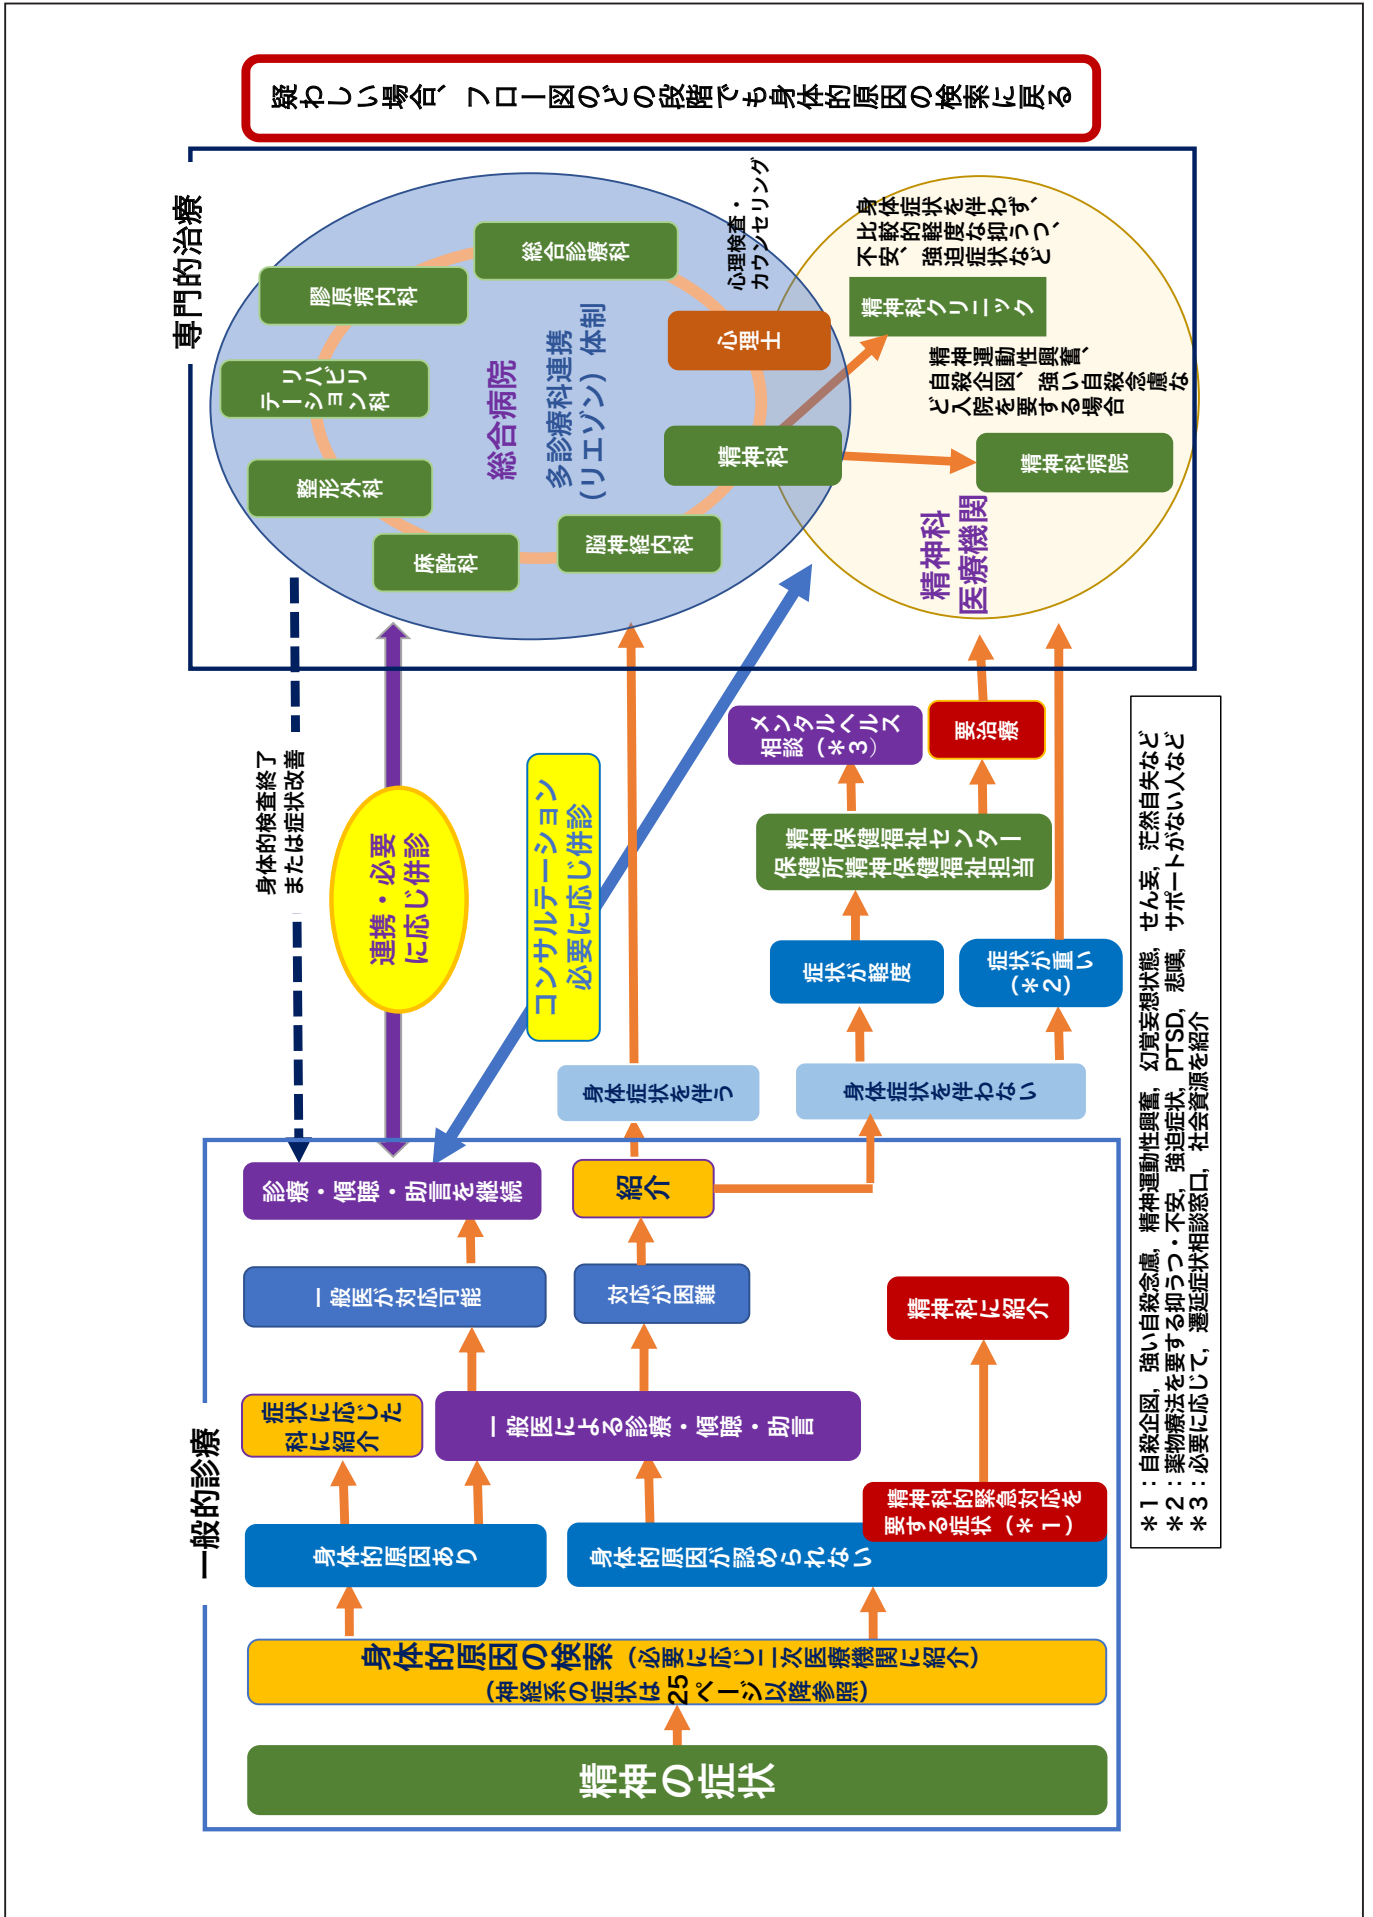 疑わしい場合、フロー図のどの段階でも身体的原因の検索に戻る
一般的診療
精神の症状
身体的原因の検索（必要に応じ二次医療機関に紹介）
（神経系の症状は25ページ以降参照）
身体的原因あり
身体的原因が認められない
精神科的緊急対応を
要する症状（＊１）
症状に応じた
科に紹介
一般医による診療・傾聴・助言
精神科に紹介
一般医が対応可能
対応が困難
診療・傾聴・助言を継続
紹介
身体症状を伴う
身体症状を伴わない
身体的検査終了
または症状改善
連携・必要
に応じ併診
コンサルテーション
必要に応じ併診
症状が軽度
症状が重い
（＊２）
精神保健福祉センター
保健所精神保健福祉担当
メンタルヘルス
相談（＊３）
要治療
専門的治療
膠原病内科
総合診療科
リハビリ
テーション科
整形外科
麻酔科
脳神経内科
精神科
心理士
心理検査・
カウンセリング
総合病院
多診療科連携
（リエゾン）体制
精神科
医療機関
身体症状を伴わず、
比較的軽度な抑うつ、
不安、強迫症状など
精神科クリニック
精神運動性興奮、
自殺企図、強い自殺念慮な
ど入院を要する場合
精神科病院
＊１：自殺企図，強い自殺念慮，精神運動性興奮，幻覚妄想状態，せん妄，茫然自失など
＊２：薬物療法を要する抑うつ・不安，強迫症状，PTSD，悲嘆，サポートがない人など
＊３：必要に応じて，遷延症状相談窓口，社会資源を紹介